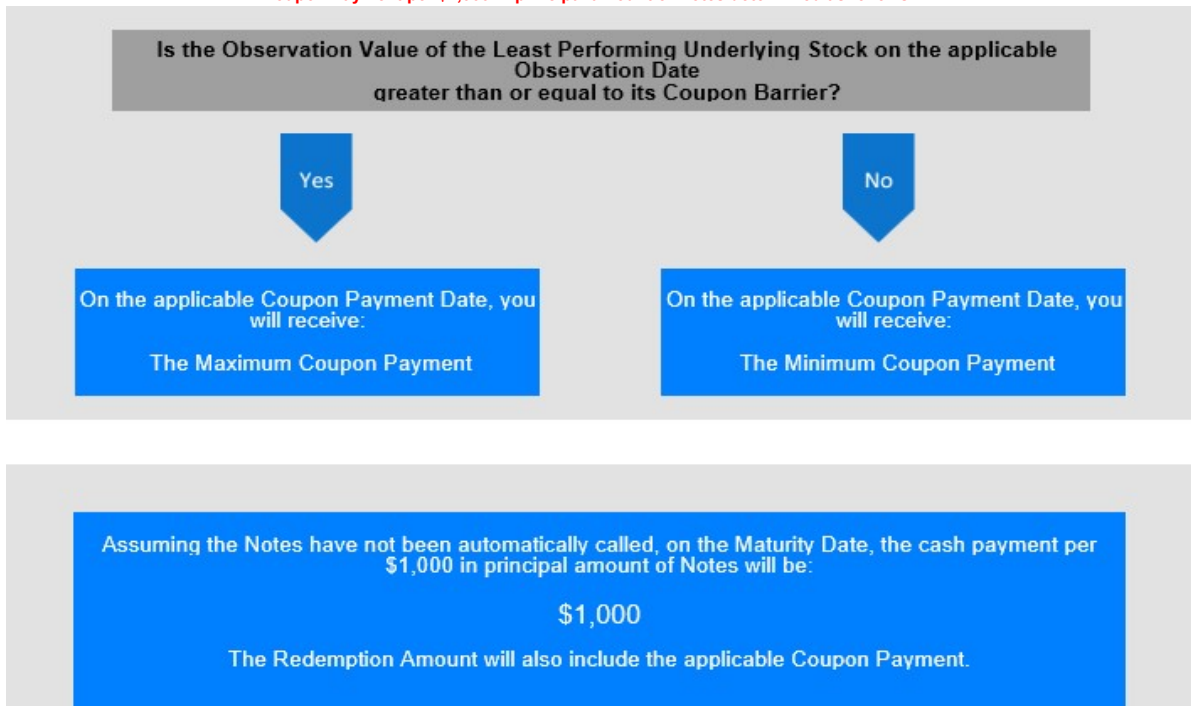 Is the Observation Value of the Least Performing Underlying Stock on the applicable
Observation Date
greater than or equal to its Coupon Barrier?
Yes
No
On the applicable Coupon Payment Date, you
will receive:
The Maximum Coupon Payment
On the applicable Coupon Payment Date, you
will receive:
The Minimum Coupon Payment
Assuming the Notes have not been automatically called, on the Maturity Date, the cash payment per
$1,000 in principal amount of Notes will be:
$1,000
The Redemption Amount will also include the applicable Coupon Payment.